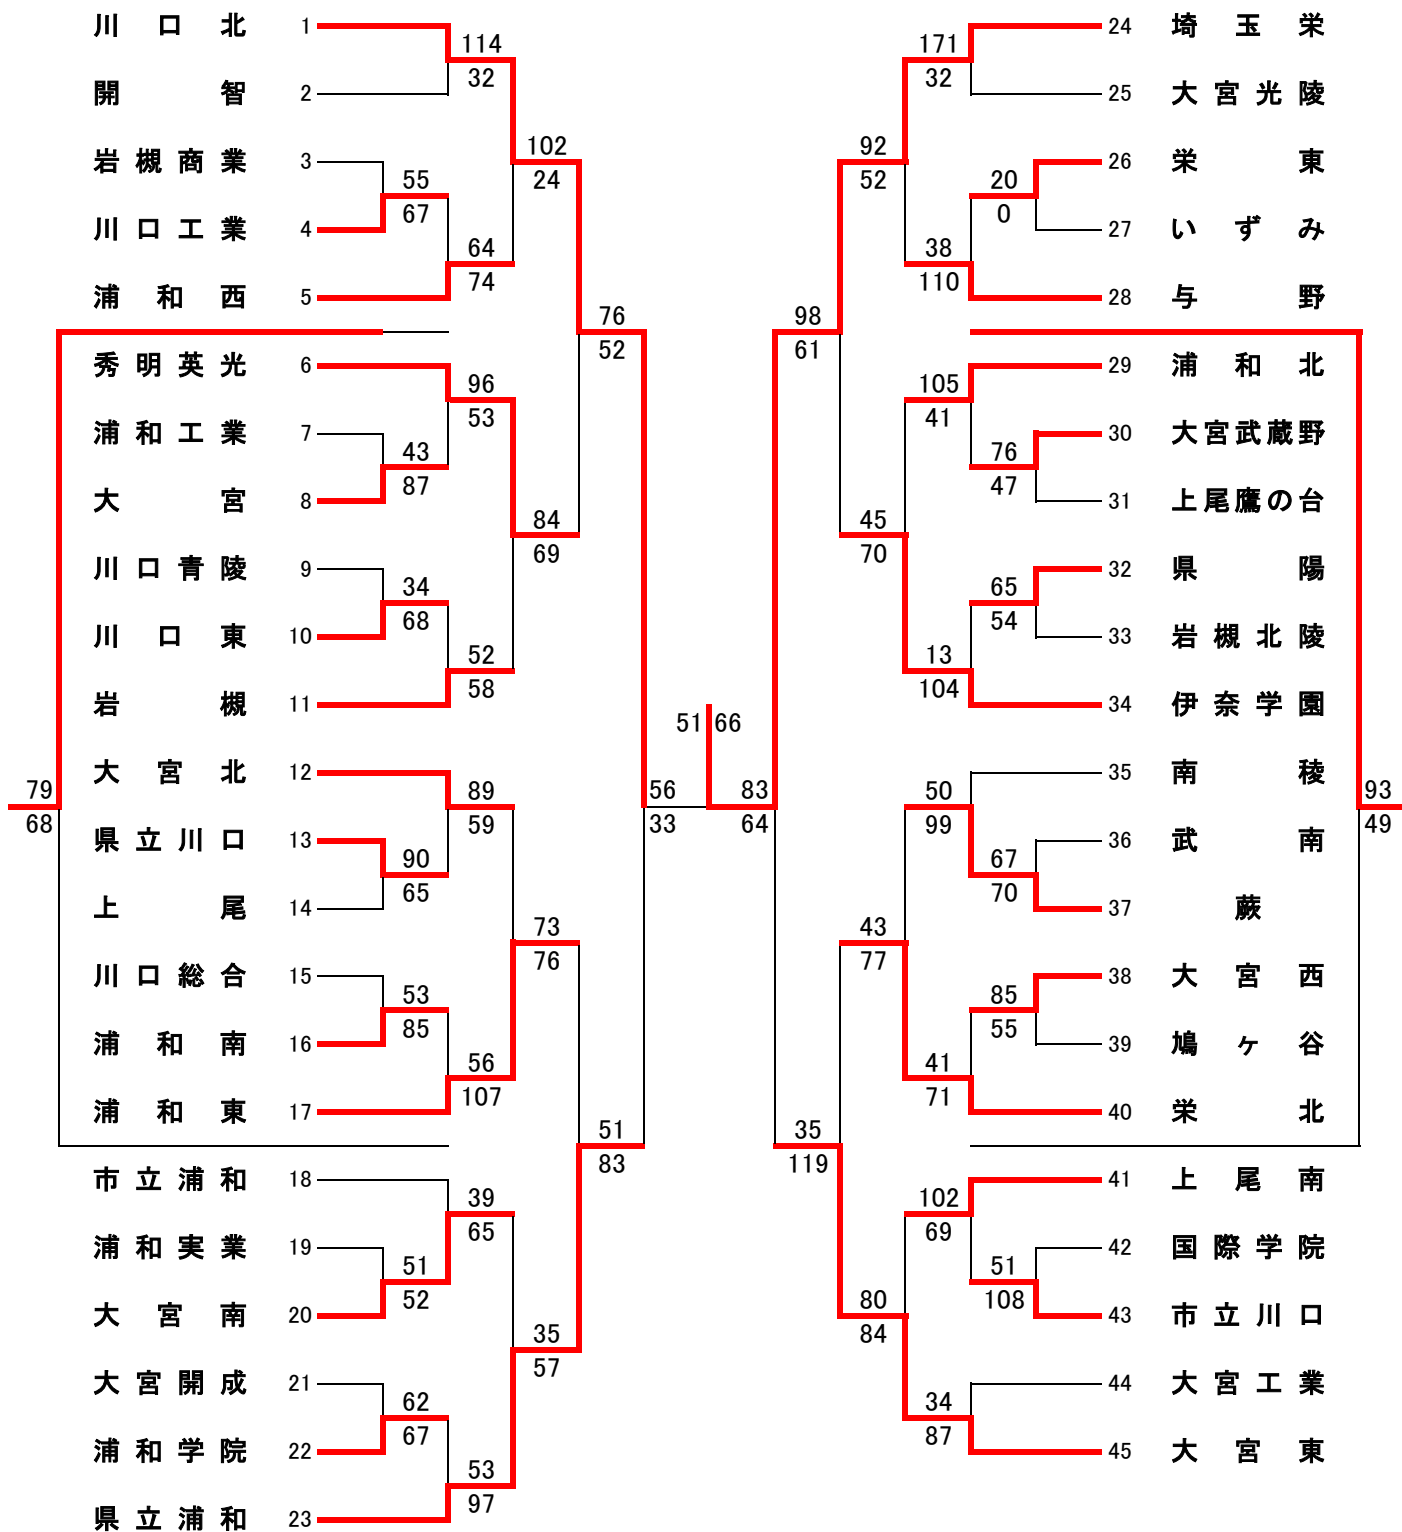 川口北 1
開智 2
岩槻商業 3
川口工業 4
浦和西 5
秀明英光 6
浦和工業 7
大宮 8
川口青陵 9
川口東 10
岩槻 11
大宮北 12
県立川口 13
上尾 14
川口総合 15
浦和南 16
浦和東 17
市立浦和 18
浦和実業 19
大宮南 20
大宮開成 21
浦和学院 22
県立浦和 23
79
68
55
67
43
87
34
68
90
65
53
85
51
52
62
67
114
32
64
74
96
53
52
58
89
59
56
107
39
65
53
97
102
24
84
69
73
76
35
57
76
52
51
83
56
33
51 66
83
64
98
61
35
119
92
52
45
70
43
77
80
84
171
32
38
110
105
41
13
104
50
99
41
71
102
69
34
87
20
0
76
47
65
54
67
70
85
55
51
108
24 埼玉栄
25 大宮光陵
26 栄東
27 いずみ
28 与野
29 浦和北
30 大宮武蔵野
31 上尾鷹の台
32 県陽
33 岩槻北陵
34 伊奈学園
35 南稜
36 武南
37 蕨
38 大宮西
39 鳩ヶ谷
40 栄北
41 上尾南
42 国際学院
43 市立川口
44 大宮工業
45 大宮東
93
49